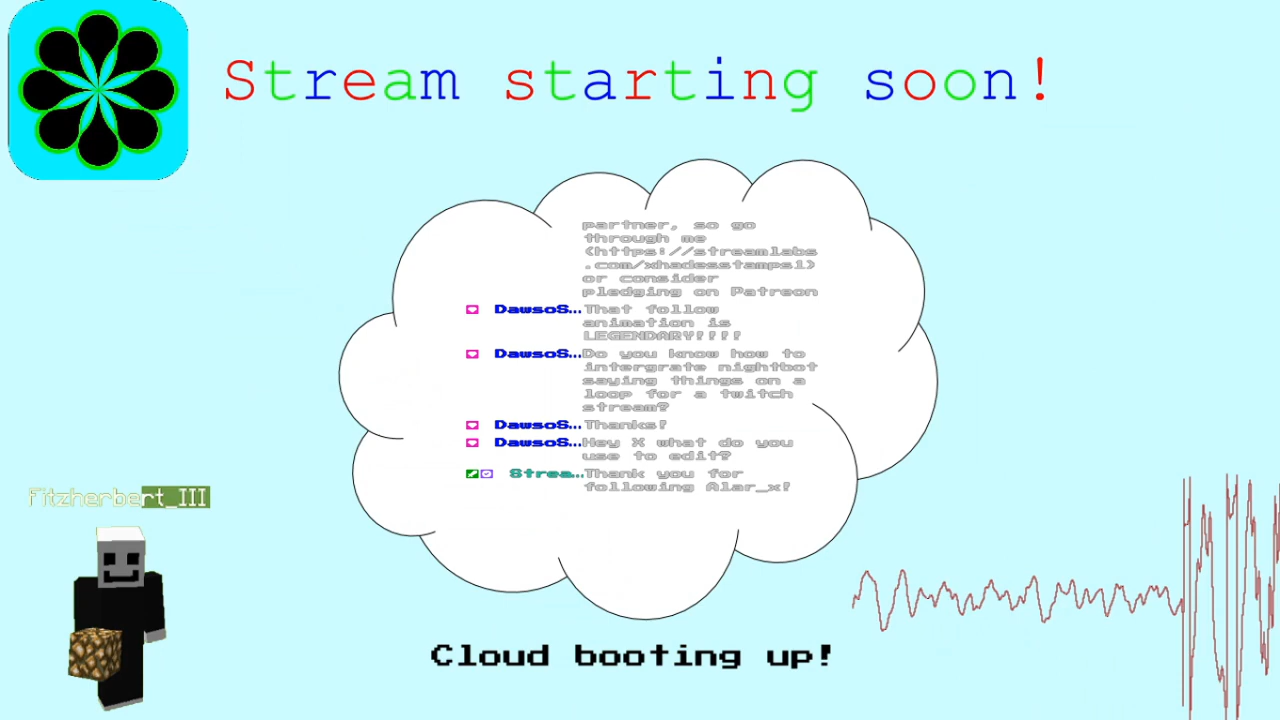 Stream starting soon!
partner, so go
through me
(https://streamlabs
.com/xhadesstamps1)
or consider
pledging on Patreon
DawsoS...That follow
animation is
LEGENDARY!!!!
DawsoS...Do you know how to
intergrate nightbot
saying things on a
loop for a twitch
stream?
DawsoS...Thanks!
DawsoS...Hey X what do you
use to edit?
Strea...Thank you for
following Alar_x!
Fitzherbert_III
Cloud booting up!